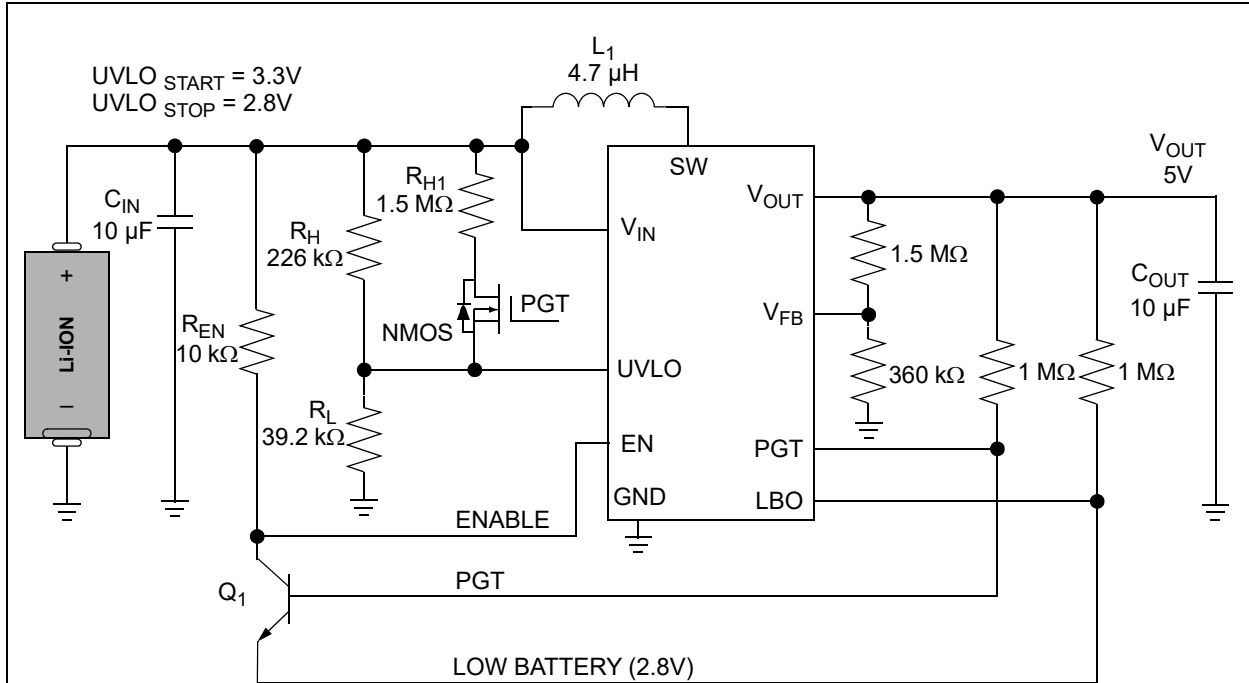 UVLO START = 3.3V
UVLO STOP = 2.8V
L1
4.7 µH
CIN
10 µF
+
Li-ION
–
REN
10 kΩ
RH
226 kΩ
RH1
1.5 MΩ
NMOS
PGT
RL
39.2 kΩ
SW
VIN
UVLO
EN
GND
VOUT
VFB
PGT
LBO
1.5 MΩ
360 kΩ
1 MΩ
1 MΩ
VOUT
5V
COUT
10 µF
ENABLE
PGT
Q1
LOW BATTERY (2.8V)